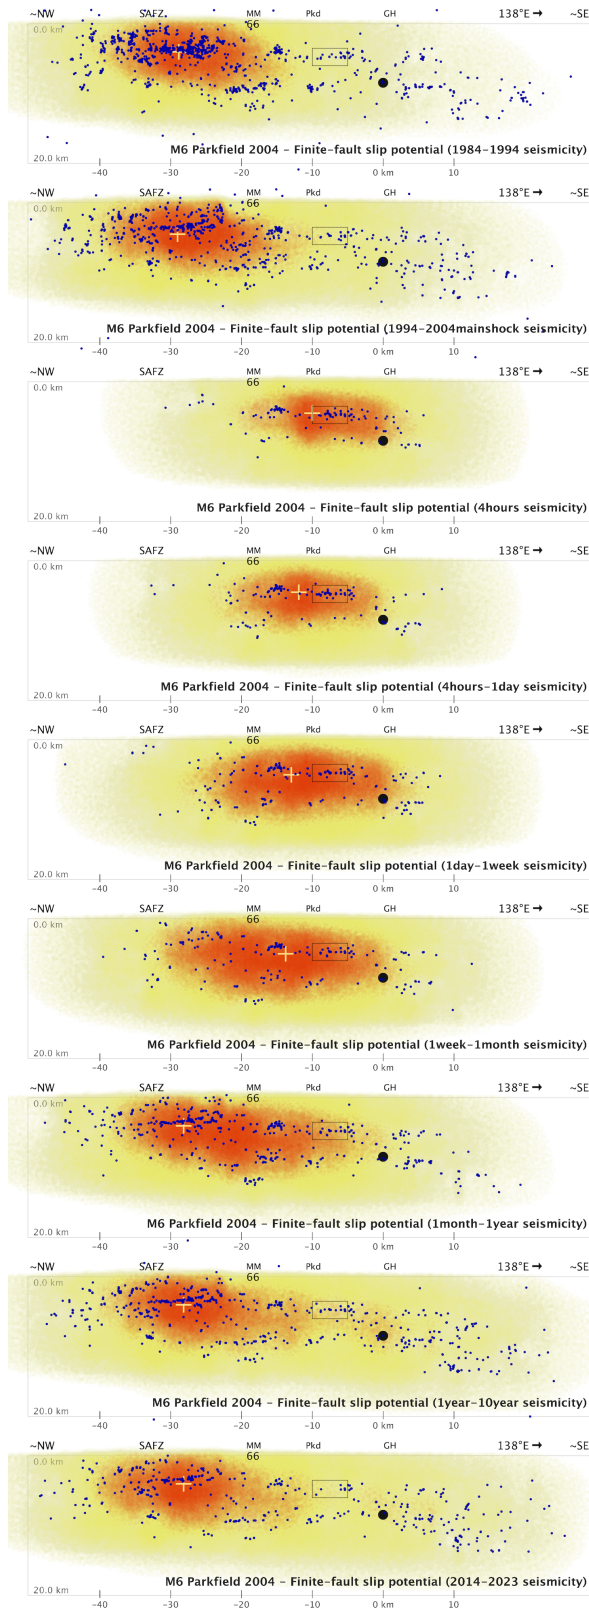 ~NW SAFZ MM Pkd GH 138°E → ~SE
66
0.0 km
M6 Parkfield 2004 – Finite-fault slip potential (1984-1994 seismicity)
20.0 km
-40 -30 -20 -10 0 km 10
~NW SAFZ MM Pkd GH 138°E → ~SE
66
0.0 km
M6 Parkfield 2004 – Finite-fault slip potential (1994-2004mainshock seismicity)
20.0 km
-40 -30 -20 -10 0 km 10
~NW SAFZ MM Pkd GH 138°E → ~SE
66
0.0 km
M6 Parkfield 2004 – Finite-fault slip potential (4hours seismicity)
20.0 km
-40 -30 -20 -10 0 km 10
~NW SAFZ MM Pkd GH 138°E → ~SE
66
0.0 km
M6 Parkfield 2004 – Finite-fault slip potential (4hours-1day seismicity)
20.0 km
-40 -30 -20 -10 0 km 10
~NW SAFZ MM Pkd GH 138°E → ~SE
66
0.0 km
M6 Parkfield 2004 – Finite-fault slip potential (1day-1week seismicity)
20.0 km
-40 -30 -20 -10 0 km 10
~NW SAFZ MM Pkd GH 138°E → ~SE
66
0.0 km
M6 Parkfield 2004 – Finite-fault slip potential (1week-1month seismicity)
20.0 km
-40 -30 -20 -10 0 km 10
~NW SAFZ MM Pkd GH 138°E → ~SE
66
0.0 km
M6 Parkfield 2004 – Finite-fault slip potential (1month-1year seismicity)
20.0 km
-40 -30 -20 -10 0 km 10
~NW SAFZ MM Pkd GH 138°E → ~SE
66
0.0 km
M6 Parkfield 2004 – Finite-fault slip potential (1year-10year seismicity)
20.0 km
-40 -30 -20 -10 0 km 10
~NW SAFZ MM Pkd GH 138°E → ~SE
66
0.0 km
M6 Parkfield 2004 – Finite-fault slip potential (2014-2023 seismicity)
20.0 km
-40 -30 -20 -10 0 km 10